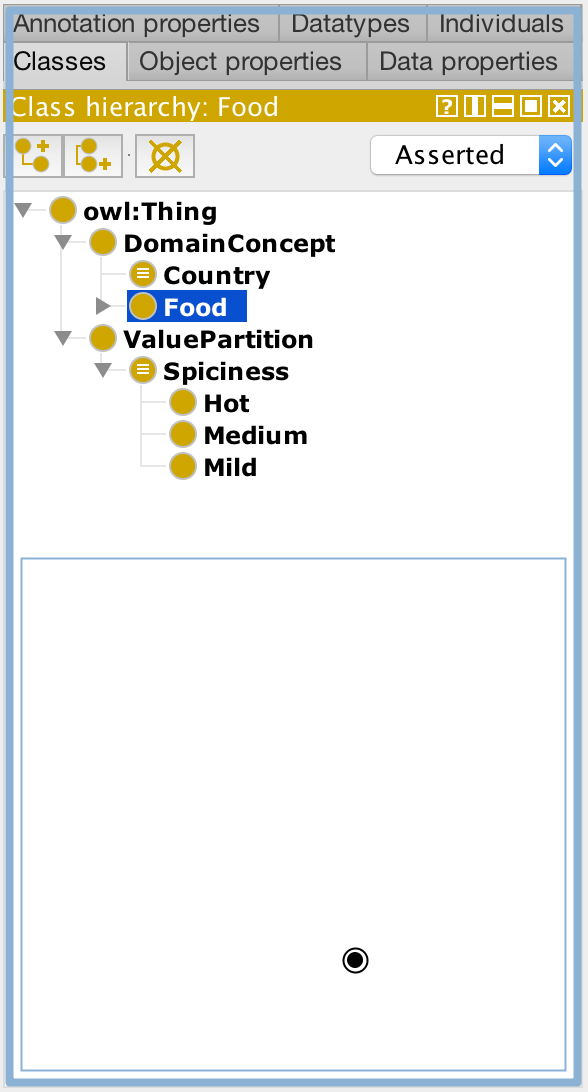 Annotation properties Datatypes Individuals
Classes Object properties Data properties
Class hierarchy: Food
Asserted
owl:Thing
DomainConcept
Country
Food
ValuePartition
Spiciness
Hot
Medium
Mild